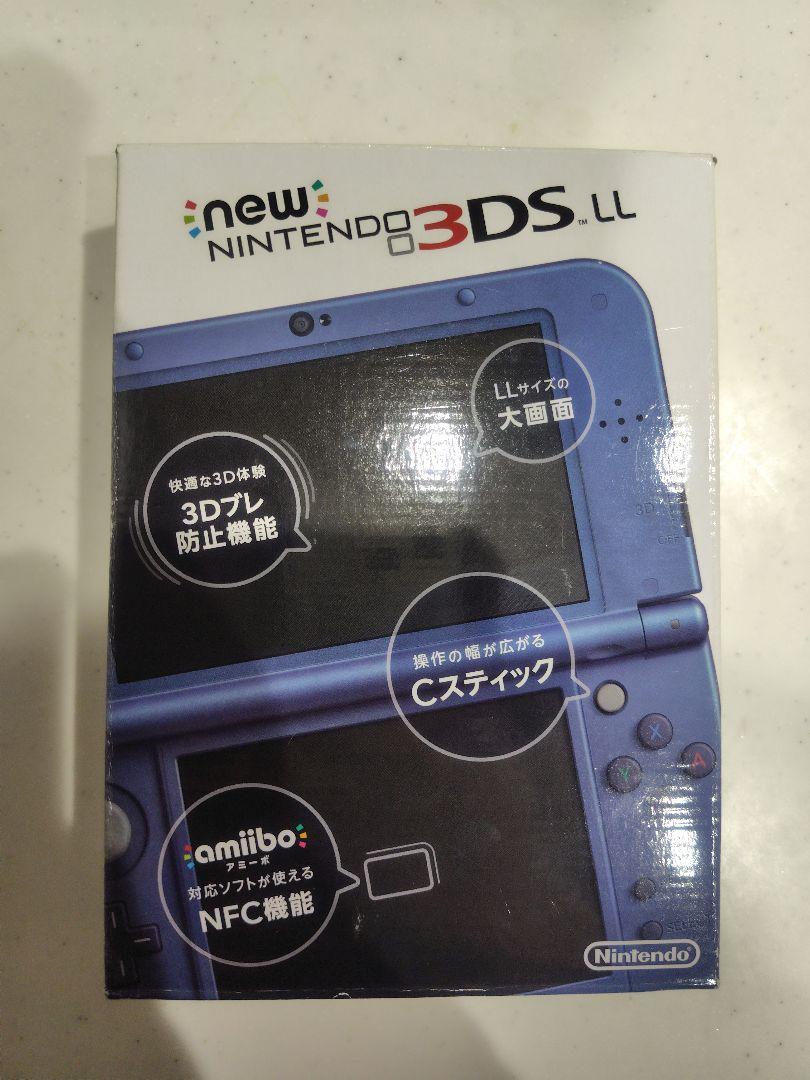 new
NINTENDO 3DS™ LL
LLサイズの
大画面
快適な3D体験
3Dブレ
防止機能
3D
OFF
操作の幅が広がる
Cスティック
X
Y
A
amiibo
アミーボ
対応ソフトが使える
NFC機能
Nintendo